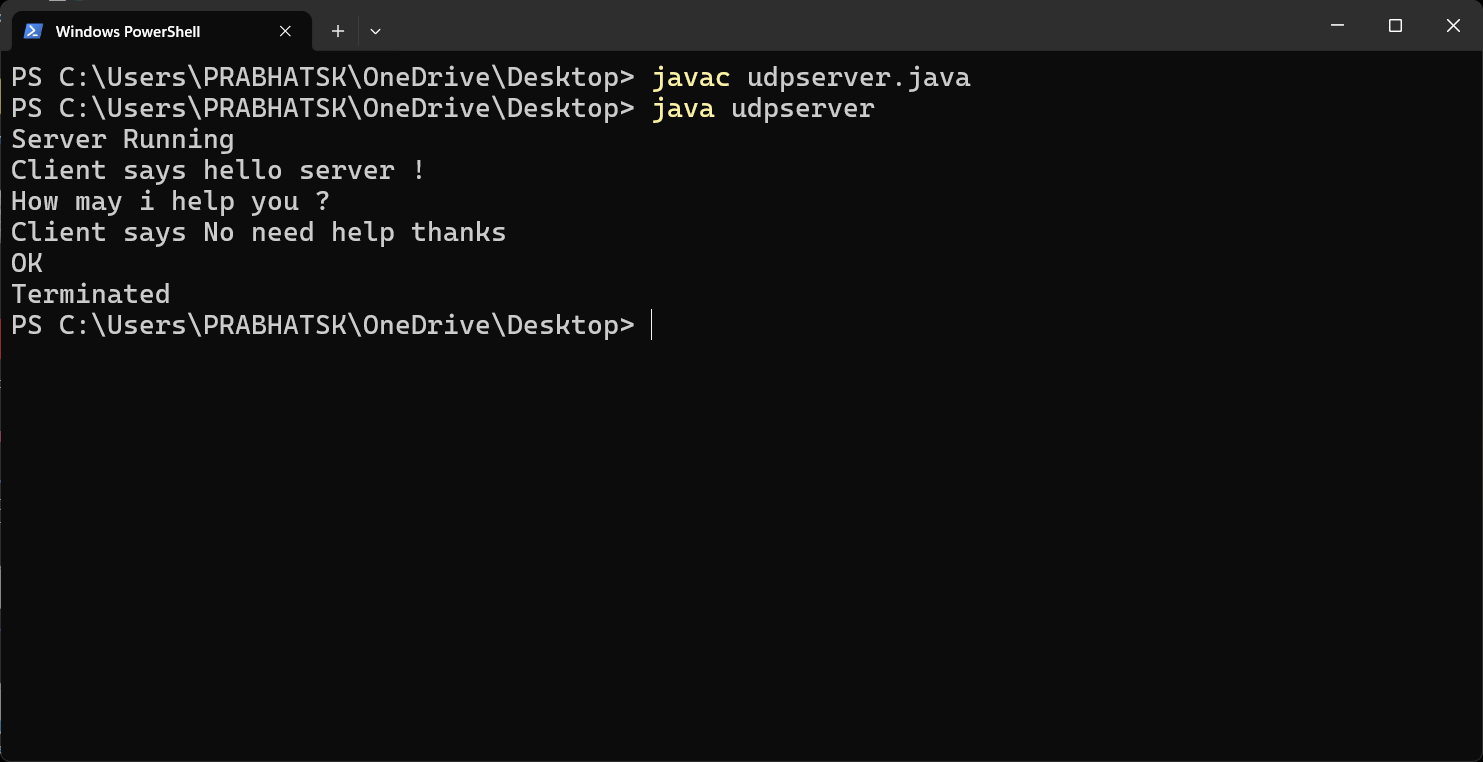 Windows PowerShell
PS C:\Users\PRABHATSK\OneDrive\Desktop> javac udpserver.java
PS C:\Users\PRABHATSK\OneDrive\Desktop> java udpserver
Server Running
Client says hello server !
How may i help you ?
Client says No need help thanks
OK
Terminated
PS C:\Users\PRABHATSK\OneDrive\Desktop>